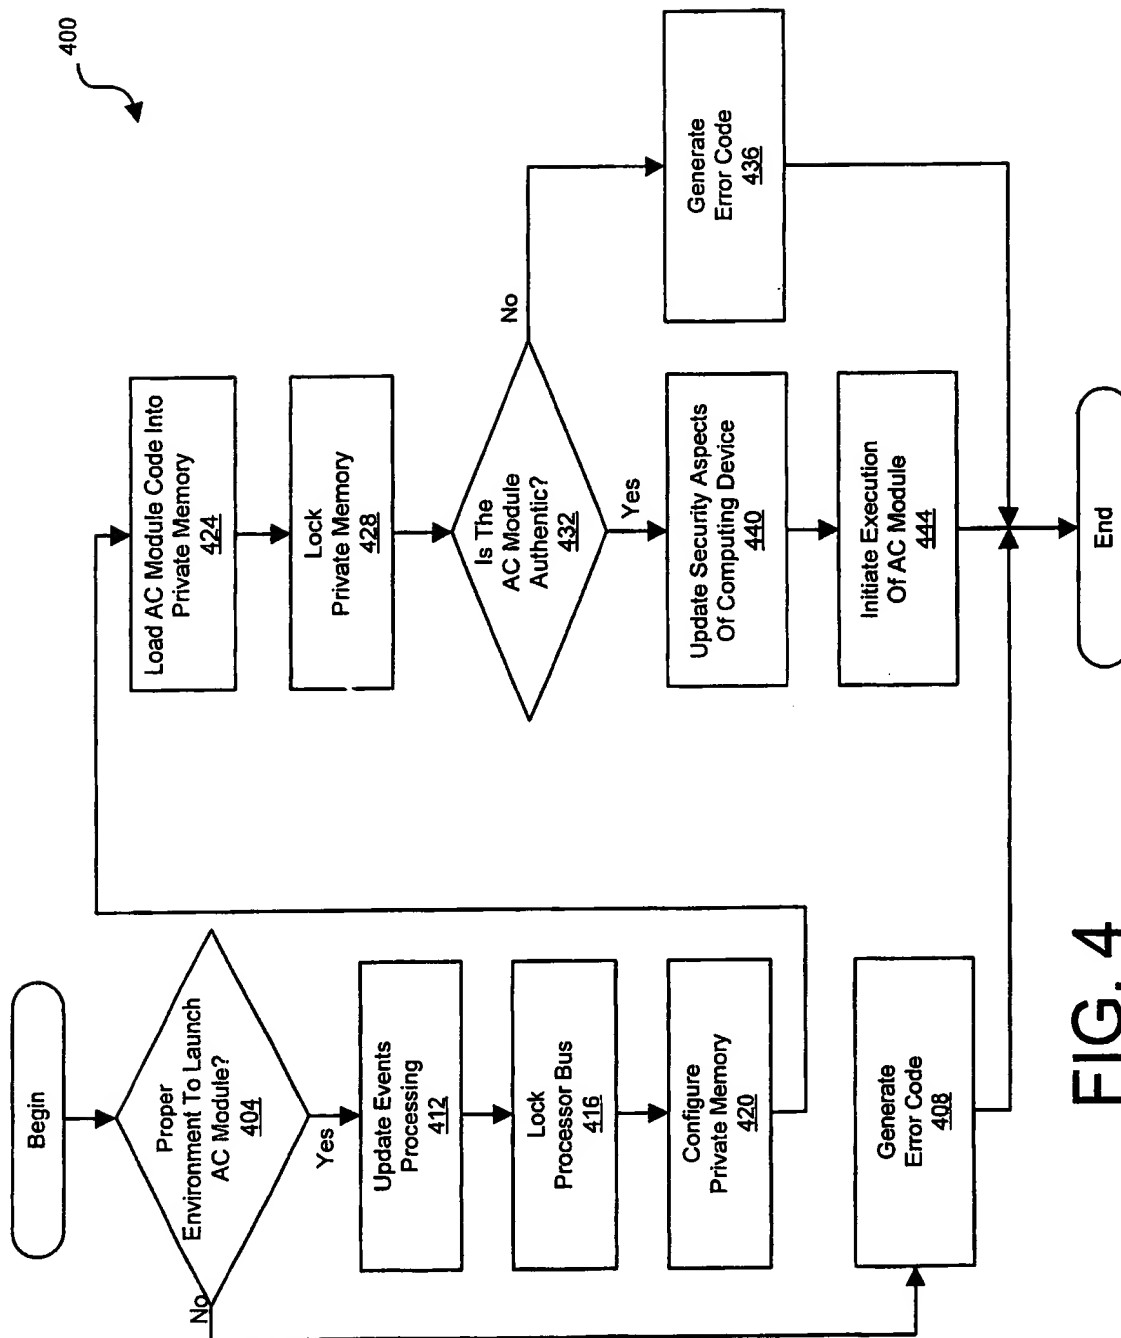 400
Begin
Proper
Environment To Launch
AC Module?
404
No
Yes
Update Events
Processing
412
Lock
Processor Bus
416
Configure
Private Memory
420
Generate
Error Code
408
Load AC Module Code Into
Private Memory
424
Lock
Private Memory
428
Is The
AC Module
Authentic?
432
No
Yes
Generate
Error Code
436
Update Security Aspects
Of Computing Device
440
Initiate Execution
Of AC Module
444
End
FIG. 4